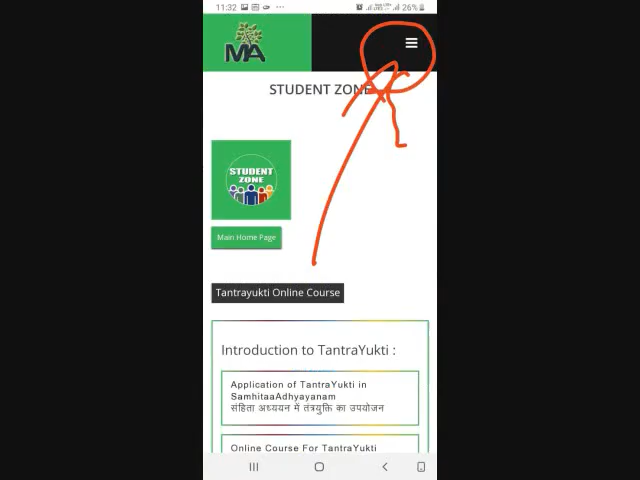 11:32
26%
MA
STUDENT ZONE
STUDENT
ZONE
Main Home Page
Tantrayukti Online Course
Introduction to TantraYukti :
Application of TantraYukti in
SamhitaaAdhyayanam
संहिता अध्ययन में तंत्रयुक्ति का उपयोजन
Online Course For TantraYukti